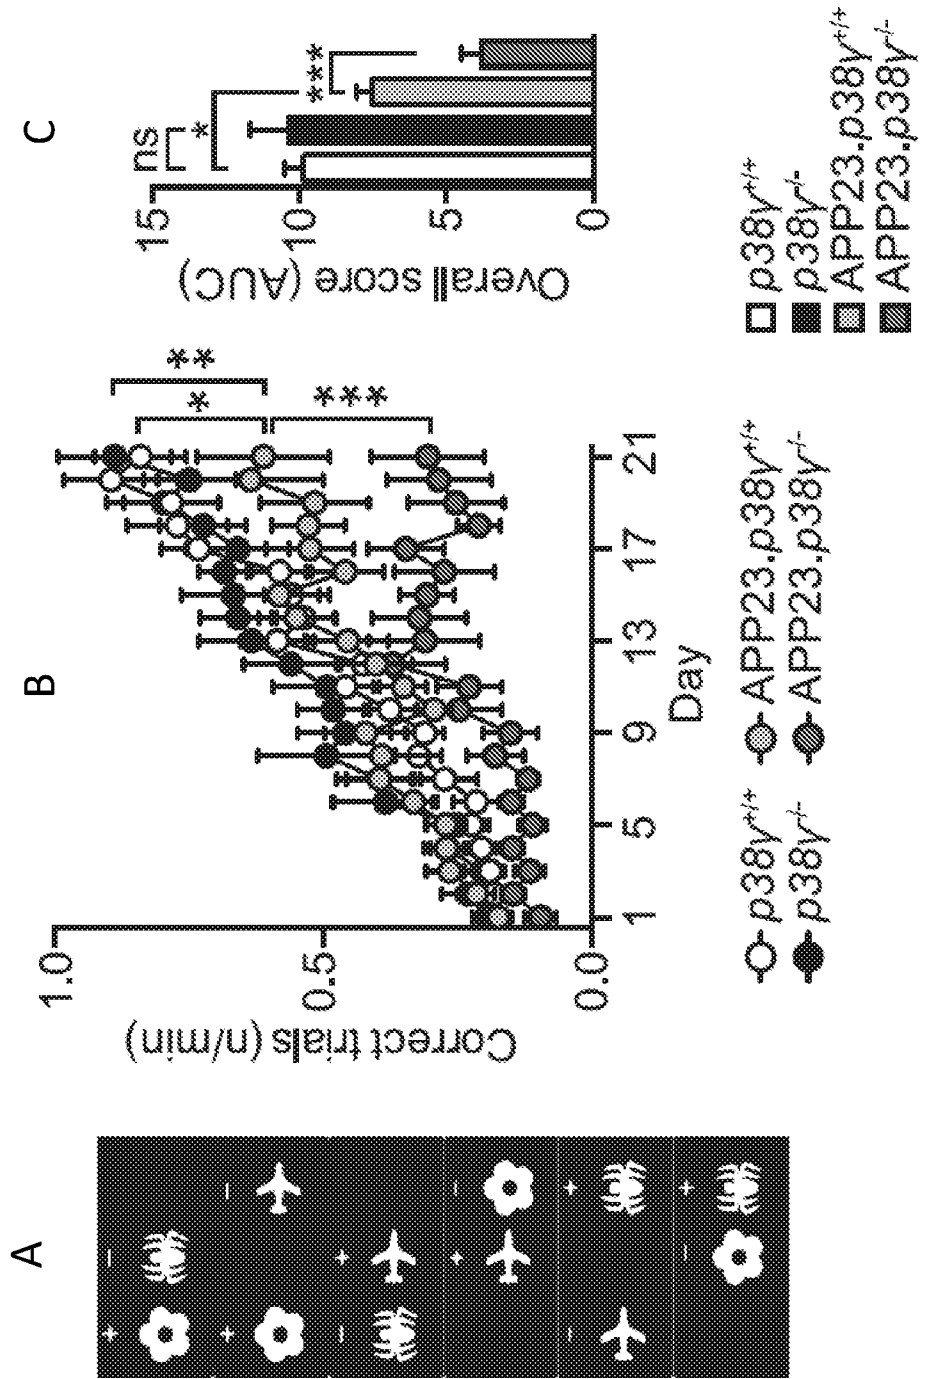 A
+ -
+ -
- +
+ -
- +
- +
B
Correct trials (n/min)
1.0
0.5
0.0
1 5 9 13 17 21
Day
*
**
***
p38γ+/+
p38γ-/-
APP23.p38γ+/+
APP23.p38γ-/-
C
Overall score (AUC)
15
10
5
0
ns
*
***
p38γ+/+
p38γ-/-
APP23.p38γ+/+
APP23.p38γ-/-